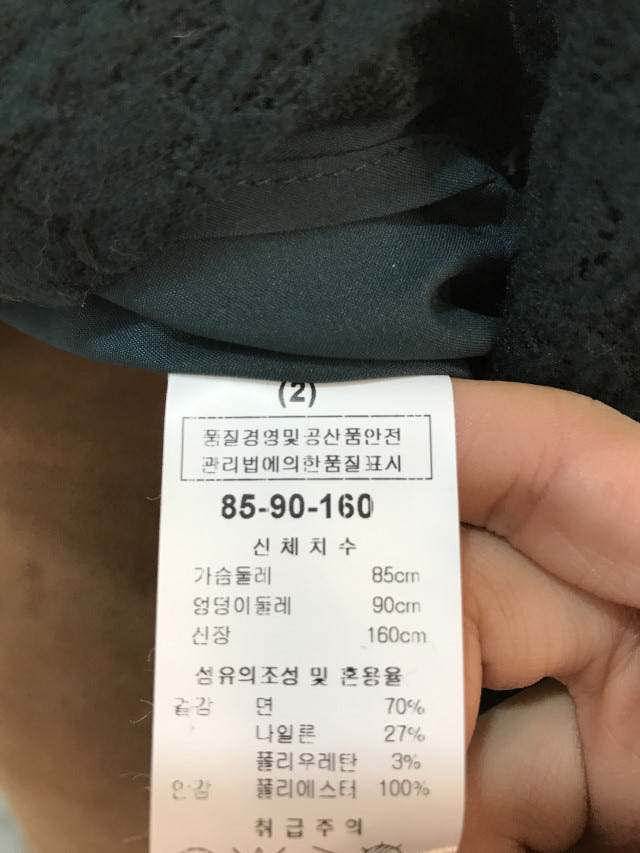 (2)
품질경영및공산품안전
관리법에의한품질표시
85-90-160
신체치수
가슴둘레 85cm
엉덩이둘레 90cm
신장 160cm
섬유의조성 및 혼용율
겉감 면 70%
나일론 27%
폴리우레탄 3%
안감 폴리에스터 100%
취급주의